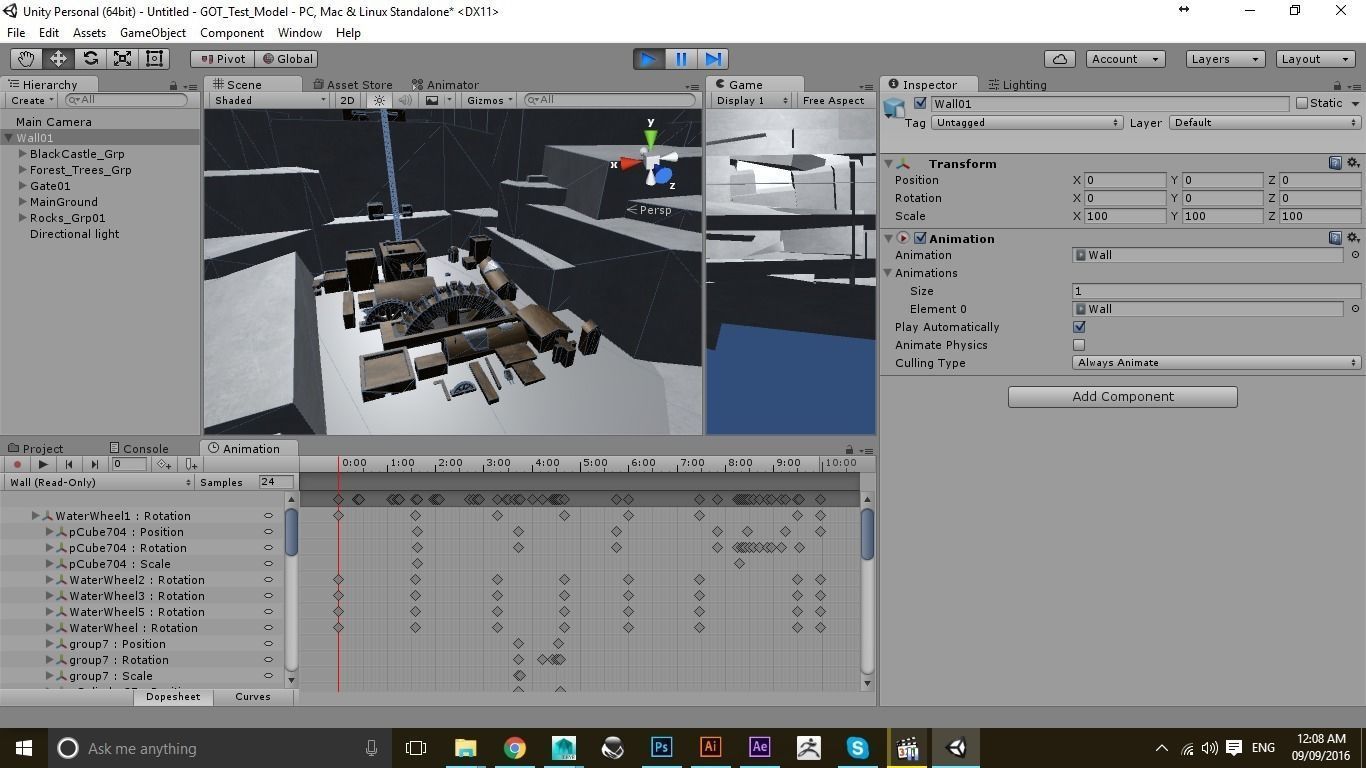 Unity Personal (64bit) - Untitled - GOT_Test_Model - PC, Mac & Linux Standalone* <DX11>
File Edit Assets GameObject Component Window Help
Pivot Global
Account Layers Layout
Hierarchy
Create All
Main Camera
Wall01
BlackCastle_Grp
Forest_Trees_Grp
Gate01
MainGround
Rocks_Grp01
Directional light
Scene Asset Store Animator
Shaded 2D Gizmos All
y
x
z
Persp
Game
Display 1 Free Aspect
Inspector Lighting
Wall01 Static
Tag Untagged Layer Default
Transform
Position X 0 Y 0 Z 0
Rotation X 0 Y 0 Z 0
Scale X 100 Y 100 Z 100
Animation
Animation Wall
Animations
Size 1
Element 0 Wall
Play Automatically
Animate Physics
Culling Type Always Animate
Add Component
Project Console Animation
0 0:00 1:00 2:00 3:00 4:00 5:00 6:00 7:00 8:00 9:00 10:00
Wall (Read-Only) Samples 24
WaterWheel1 : Rotation
pCube704 : Position
pCube704 : Rotation
pCube704 : Scale
WaterWheel2 : Rotation
WaterWheel3 : Rotation
WaterWheel5 : Rotation
WaterWheel : Rotation
group7 : Position
group7 : Rotation
group7 : Scale
Dopesheet Curves
Ask me anything
Ps Ai Ae
ENG
12:08 AM
09/09/2016